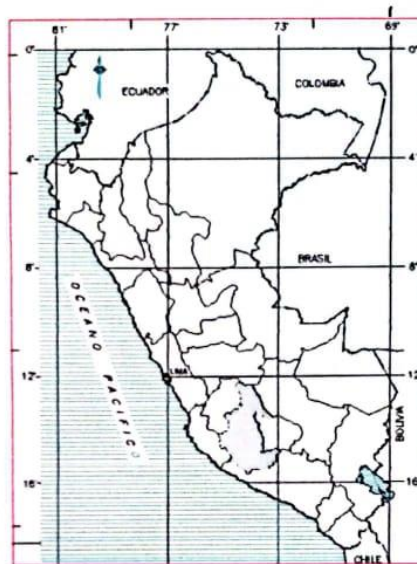 81° 77° 73° 69°
0° 0°
ECUADOR
COLOMBIA
4° 4°
8° 8°
BRASIL
OCEANO PACIFICO
LIMA
12° 12°
BOLIVIA
16° 16°
CHILE